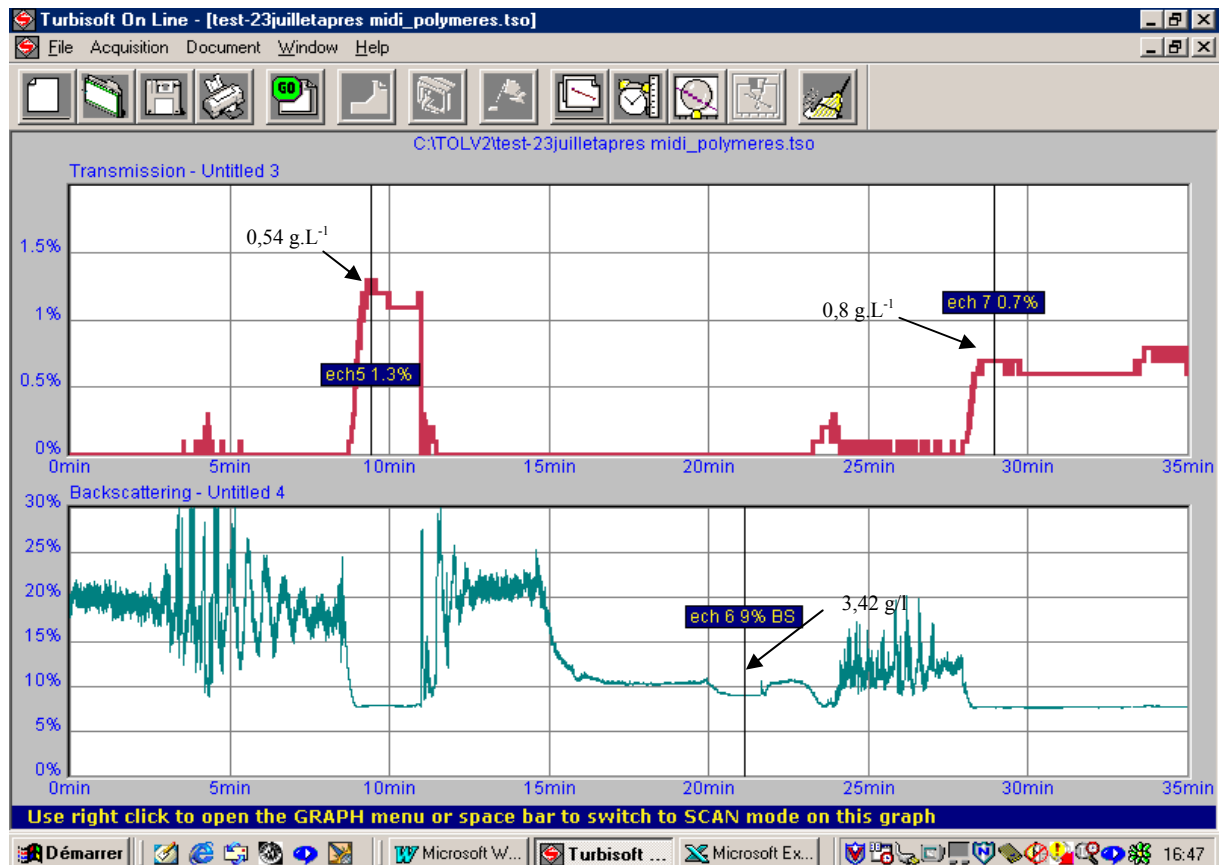 Turbisoft On Line - [test-23juilletapres midi_polymeres.tso]
File Acquisition Document Window Help
GO
C:\TOLV2\test-23juilletapres midi_polymeres.tso
Transmission - Untitled 3
0,54 g.L-1
1.5%
ech 7 0.7%
1%
0,8 g.L-1
ech5 1.3%
0.5%
0%
0min 5min 10min 15min 20min 25min 30min 35min
Backscattering - Untitled 4
30%
25%
20%
ech 6 9% BS
3,42 g/l
15%
10%
5%
0%
0min 5min 10min 15min 20min 25min 30min 35min
Use right click to open the GRAPH menu or space bar to switch to SCAN mode on this graph
Démarrer Microsoft W... Turbisoft ... Microsoft Ex... 16:47